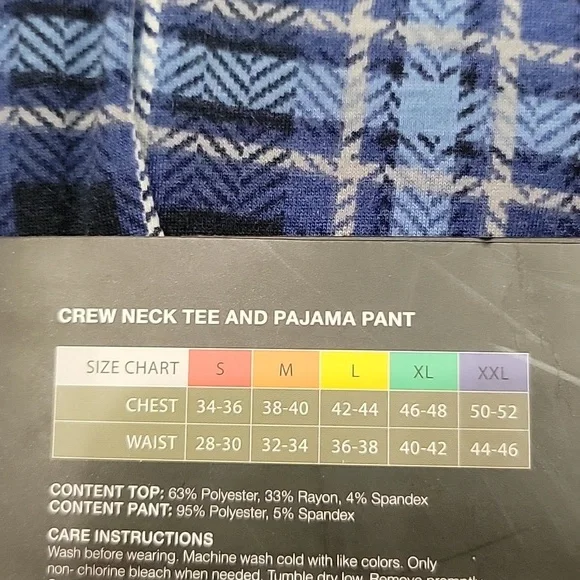 CREW NECK TEE AND PAJAMA PANT
SIZE CHART S M L XL XXL
CHEST 34-36 38-40 42-44 46-48 50-52
WAIST 28-30 32-34 36-38 40-42 44-46
CONTENT TOP: 63% Polyester, 33% Rayon, 4% Spandex
CONTENT PANT: 95% Polyester, 5% Spandex
CARE INSTRUCTIONS
Wash before wearing. Machine wash cold with like colors. Only
non- chlorine bleach when needed. Tumble dry low. Remove